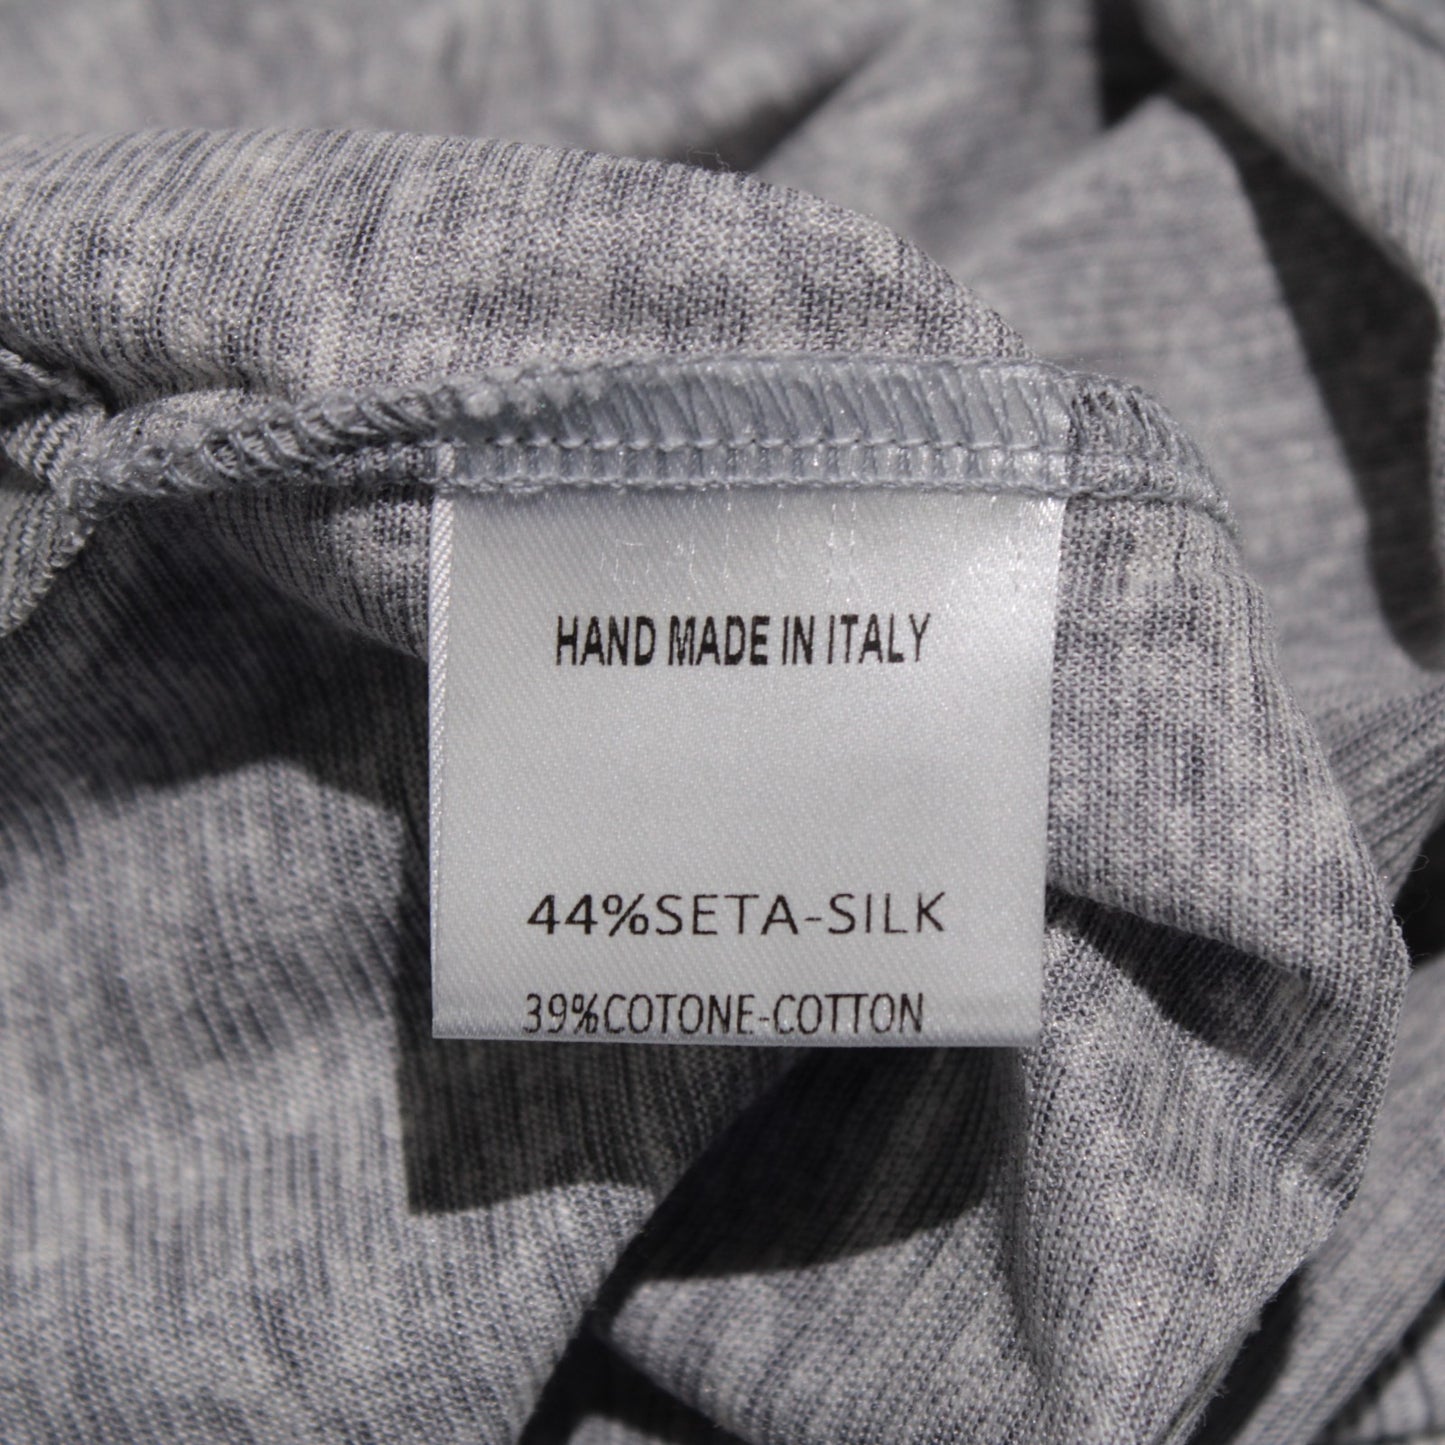 HAND MADE IN ITALY
44%SETA-SILK
39%COTONE-COTTON